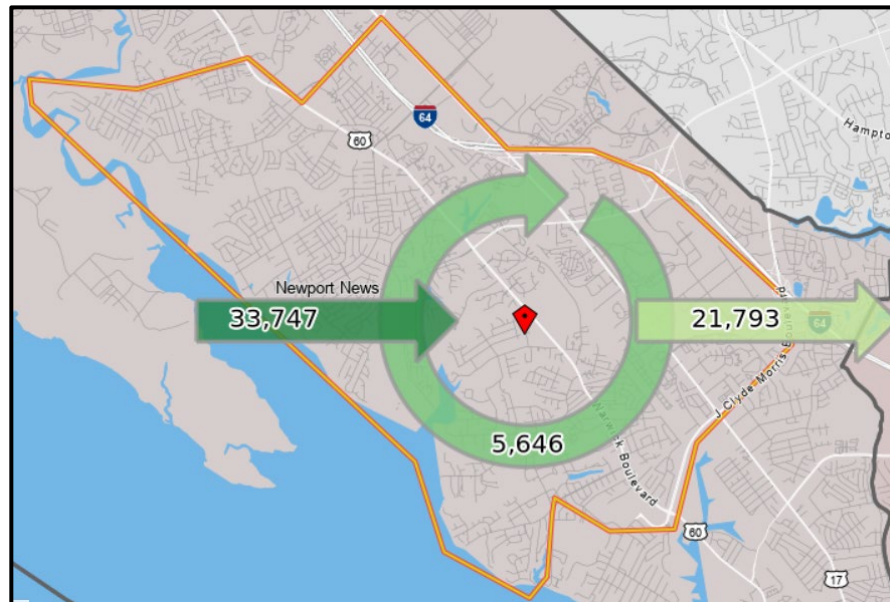 64
60
Hampto
Newport News
33,747
21,793
64
J Clyde Morris B
Warwick Boulevard
5,646
60
17